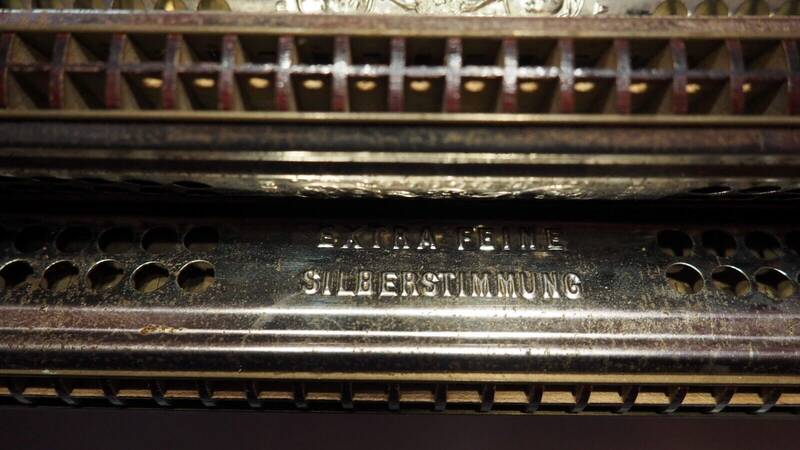 EXTRA FEINE
SILBERSTIMMUNG